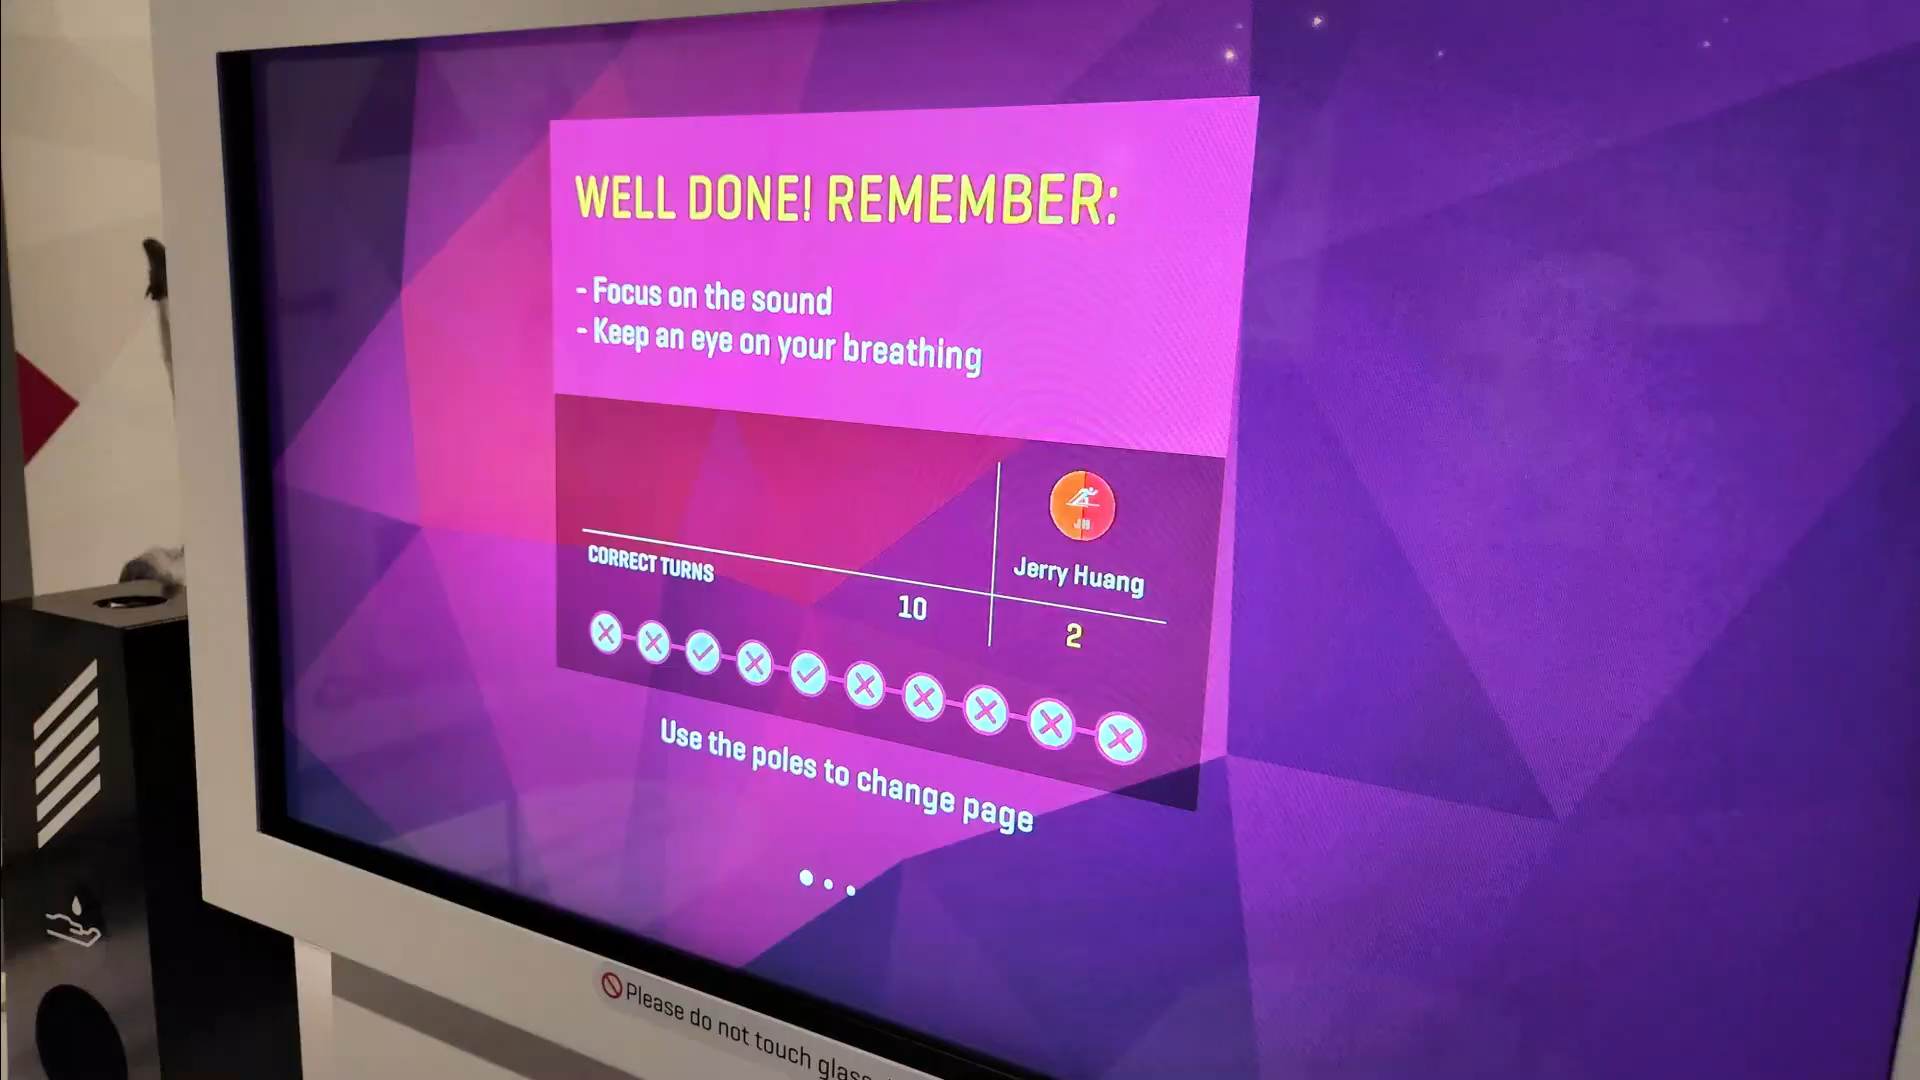 WELL DONE! REMEMBER:
- Focus on the sound
- Keep an eye on your breathing
JH
Jerry Huang
CORRECT TURNS
10
2
Use the poles to change page
Please do not touch glass